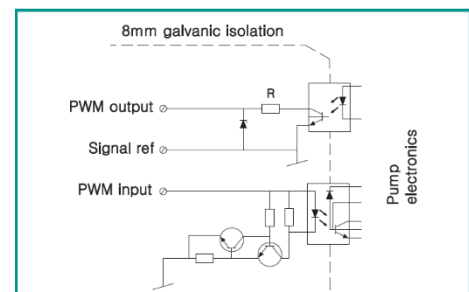 8mm galvanic isolation
R
PWM output
Signal ref
PWM input
Pump
electronics